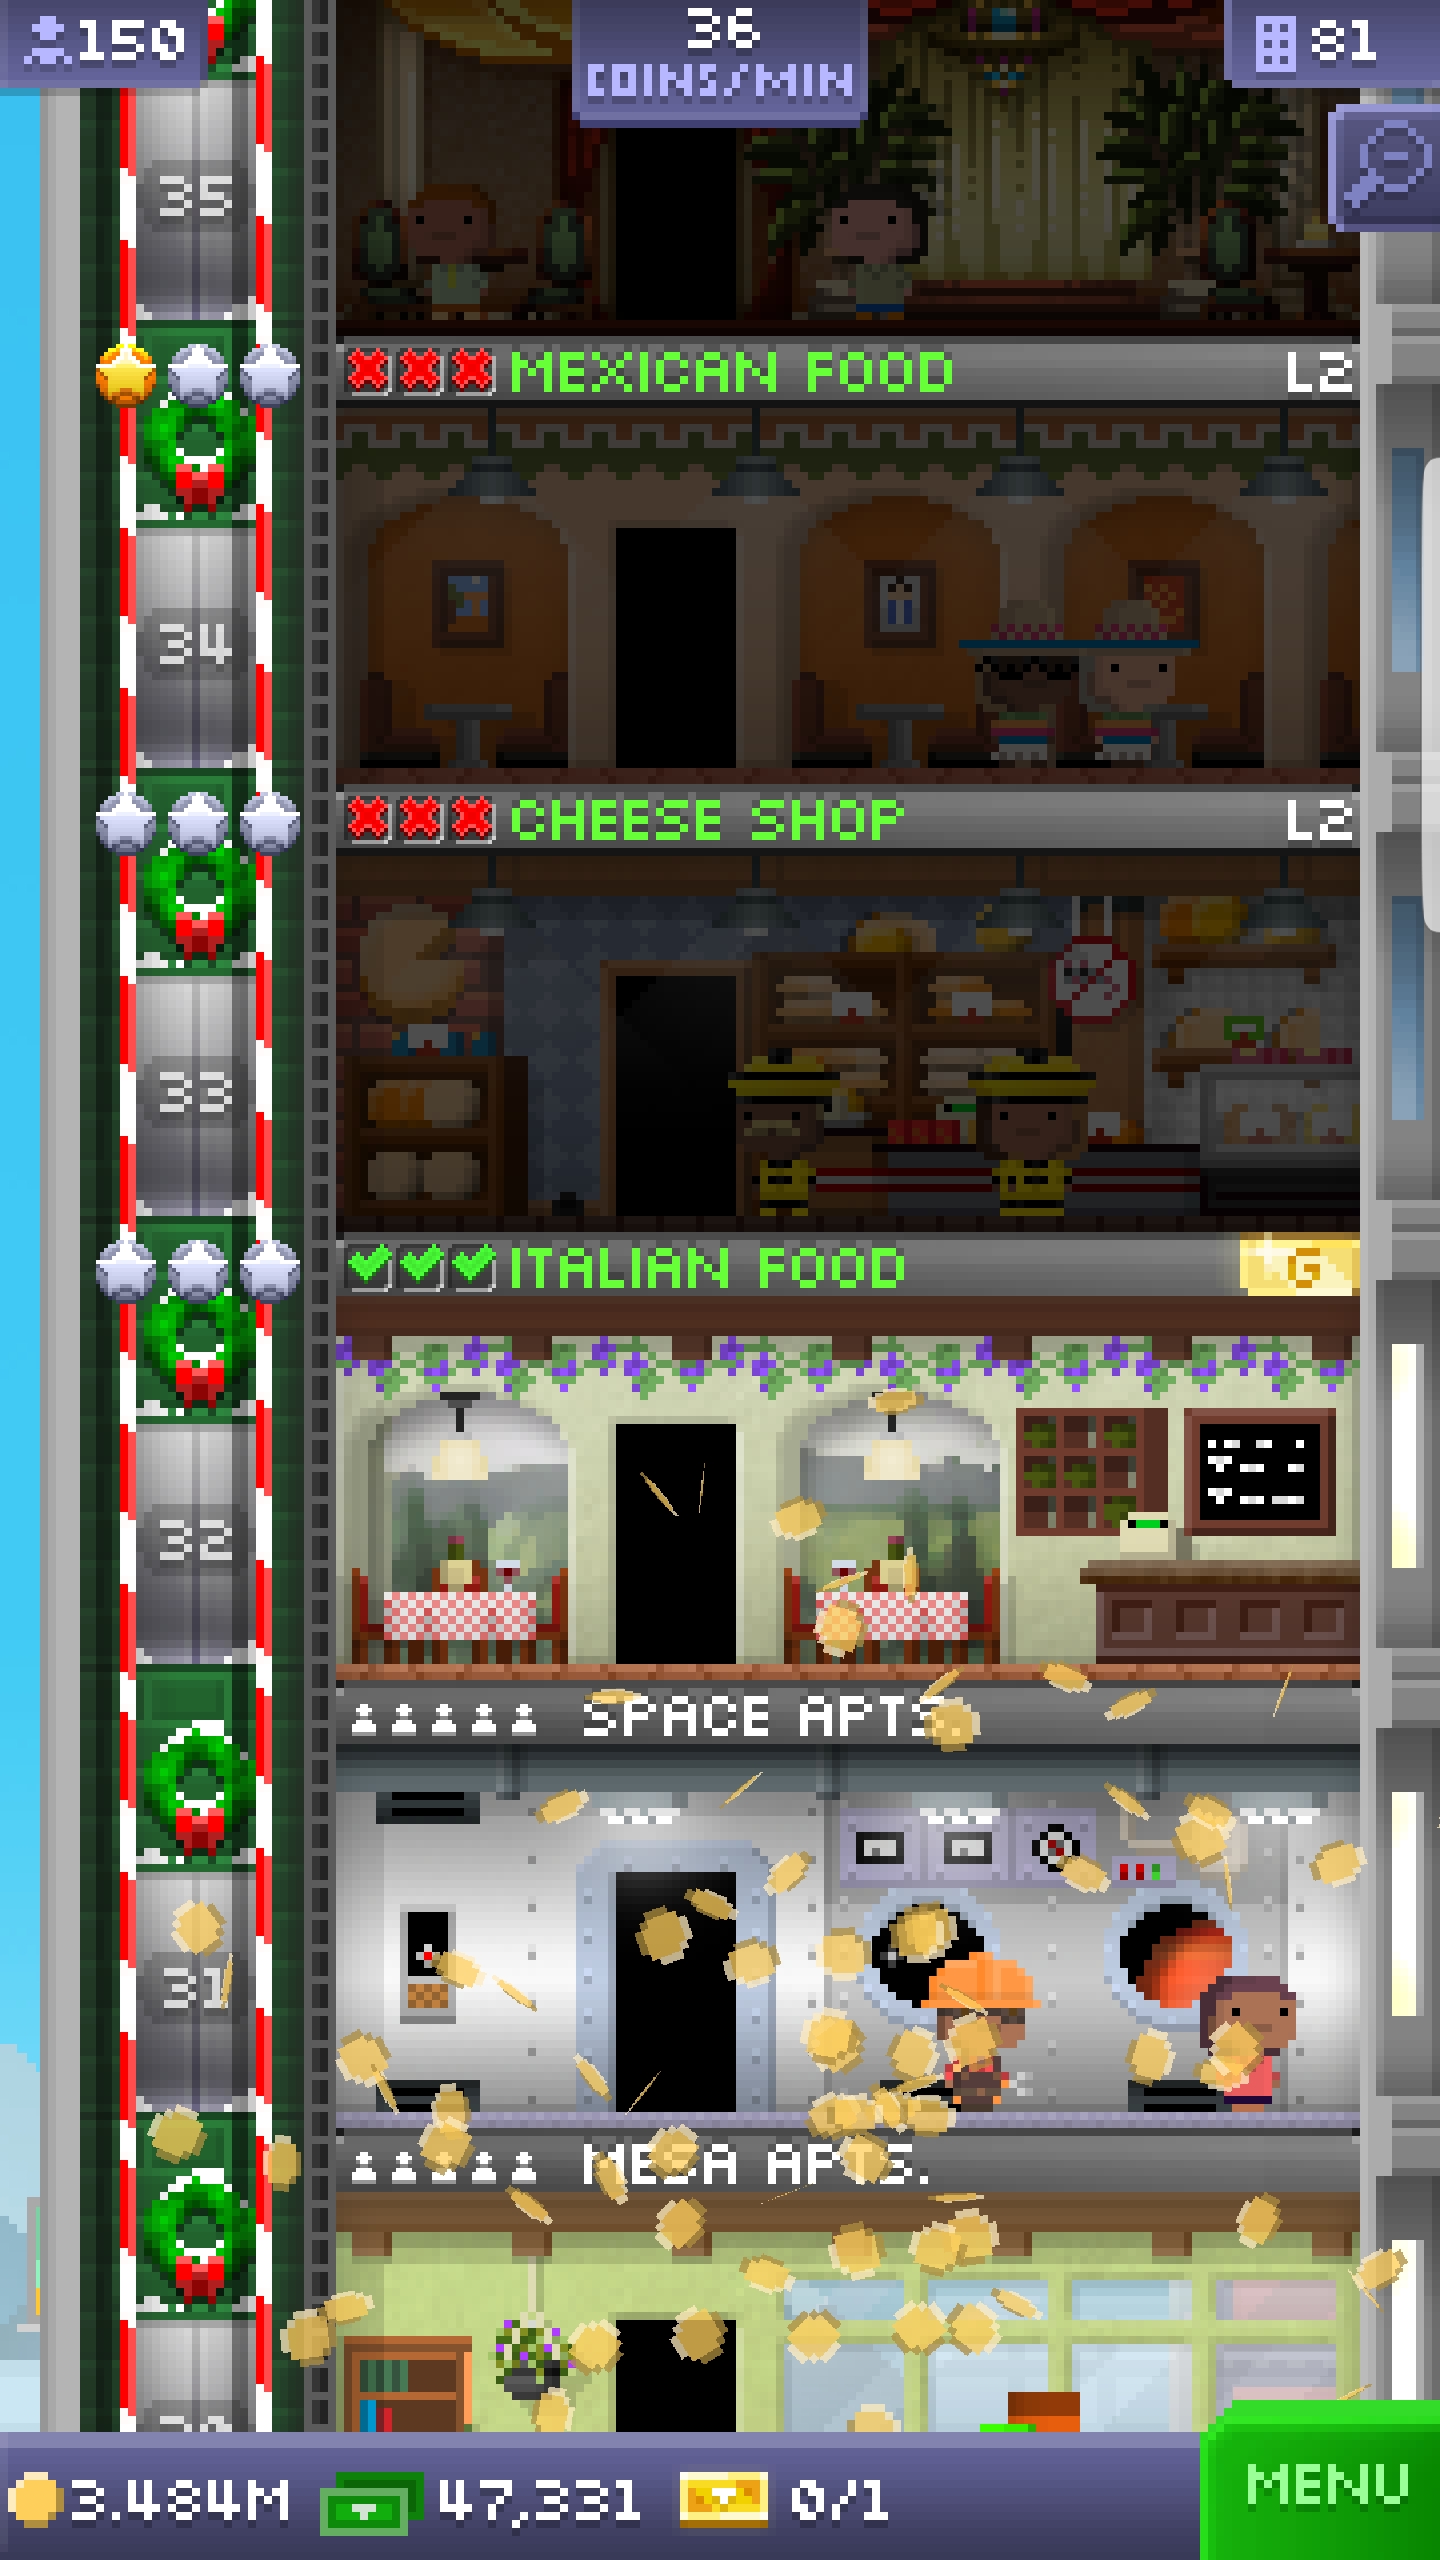 150
36
COINS/MIN
81
35
MEXICAN FOOD L2
34
CHEESE SHOP L2
33
ITALIAN FOOD G
32
SPACE APTS.
31
MESA APTS.
3.484M 47,331 0/1
MENU